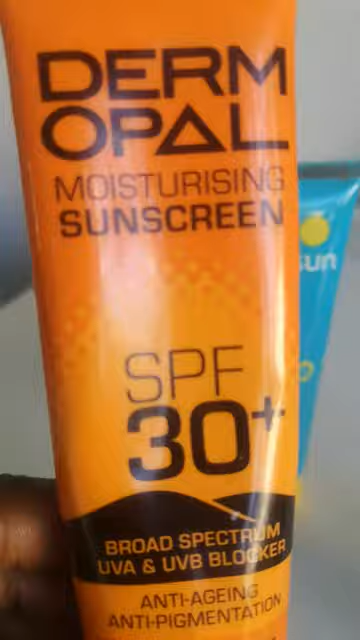 DERM
OPAL
MOISTURISING
SUNSCREEN
SPF
30+
BROAD SPECTRUM
UVA & UVB BLOCKER
ANTI-AGEING
ANTI-PIGMENTATION
sun